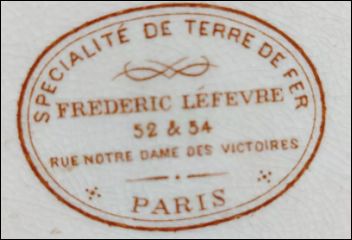 SPECIALITÉ DE TERRE DE FER
FREDERIC LÉFEVRE
52 & 54
RUE NOTRE DAME DES VICTOIRES
PARIS